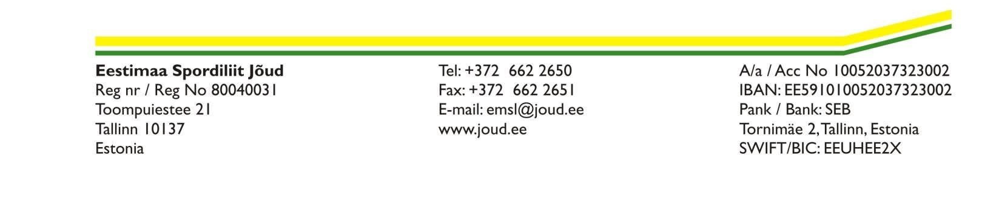 Eestimaa Spordiliit Jõud
Reg nr / Reg No 80040031
Toompuiestee 21
Tallinn 10137
Estonia
Tel: +372 662 2650
Fax: +372 662 2651
E-mail: emsl@joud.ee
www.joud.ee
A/a / Acc No 10052037323002
IBAN: EE591010052037323002
Pank / Bank: SEB
Tornimäe 2, Tallinn, Estonia
SWIFT/BIC: EEUHEE2X